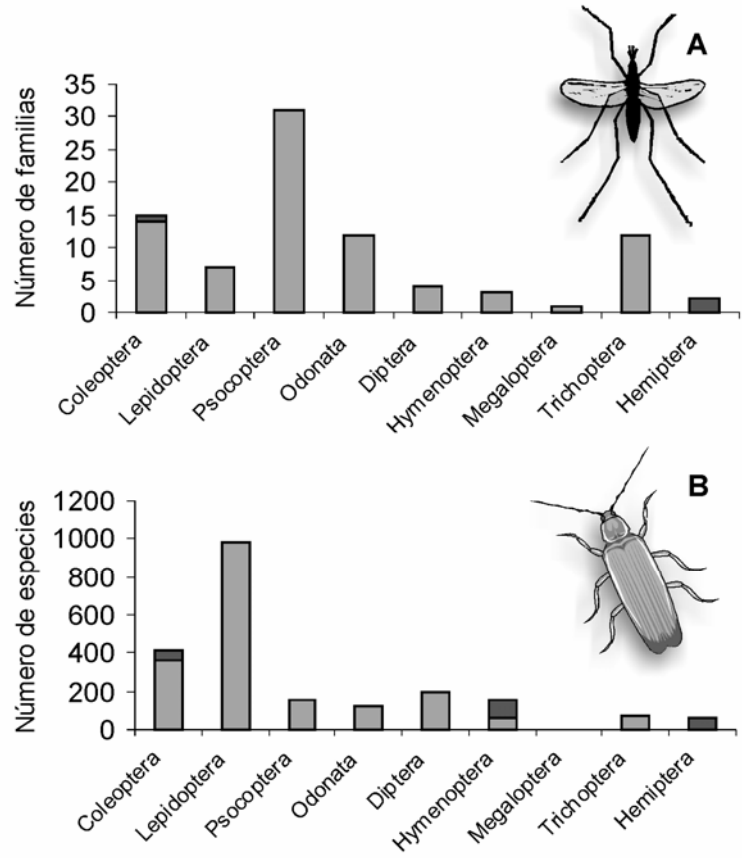 A
Número de familias
35
30
25
20
15
10
5
0
Coleoptera
Lepidoptera
Psocoptera
Odonata
Diptera
Hymenoptera
Megaloptera
Trichoptera
Hemiptera
B
Número de especies
1200
1000
800
600
400
200
0
Coleoptera
Lepidoptera
Psocoptera
Odonata
Diptera
Hymenoptera
Megaloptera
Trichoptera
Hemiptera